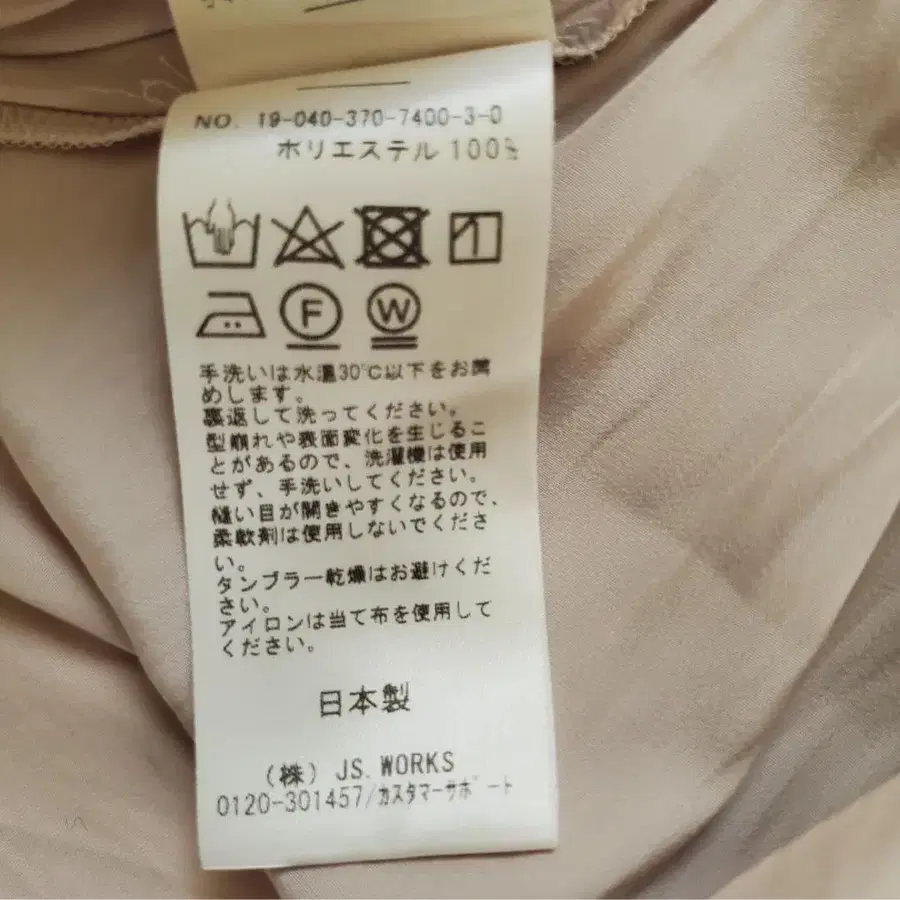 NO. 19-040-370-7400-3-0
ポリエステル 100%
F
W
手洗いは水温30℃以下をお薦
めします。
裏返して洗ってください。
型崩れや表面変化を生じるこ
とがあるので、洗濯機は使用
せず、手洗いしてください。
縫い目が開きやすくなるので、
柔軟剤は使用しないでくださ
い。
タンブラー乾燥はお避けくだ
さい。
アイロンは当て布を使用して
ください。
日本製
(株) JS.WORKS
0120-301457/カスタマーサポート